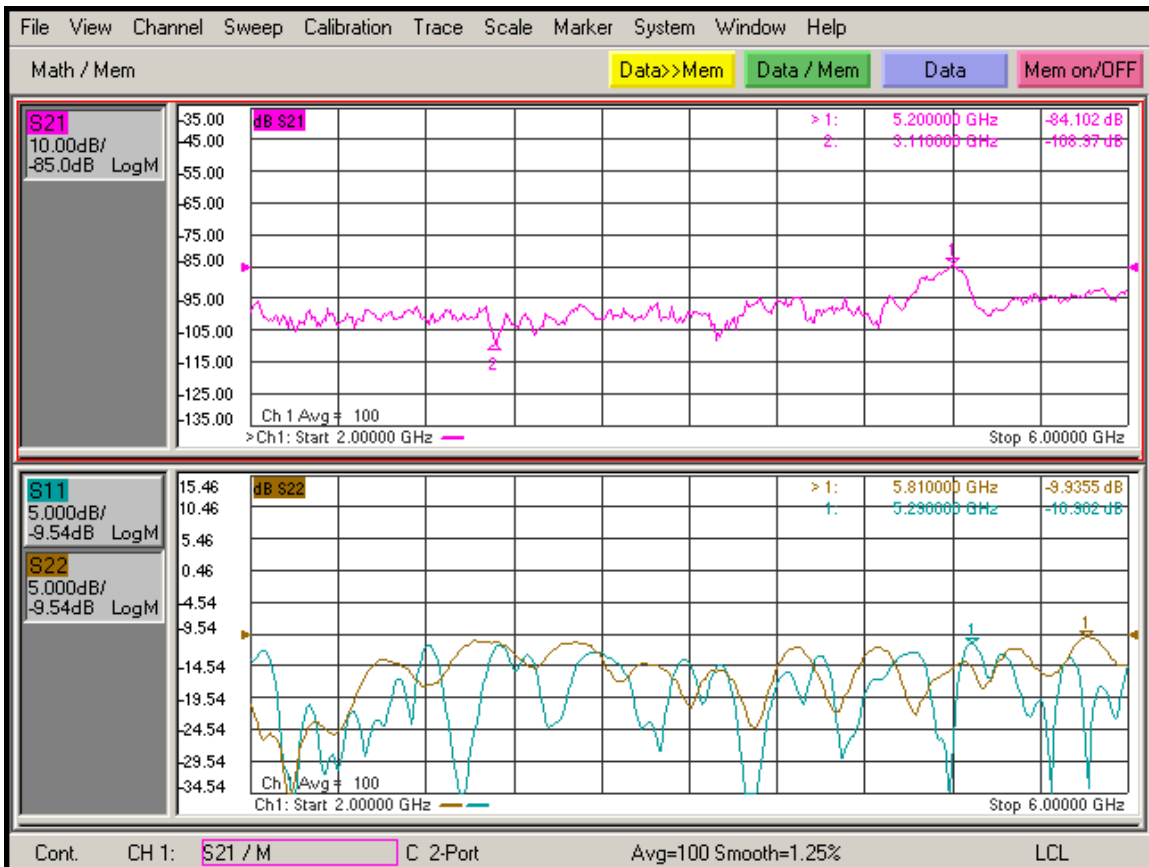 File View Channel Sweep Calibration Trace Scale Marker System Window Help
Math / Mem Data>>Mem Data / Mem Data Mem on/OFF
S21
10.00dB/
-85.0dB LogM
-35.00
-45.00
-55.00
-65.00
-75.00
-85.00
-95.00
-105.00
-115.00
-125.00
-135.00
dB S21
> 1: 5.200000 GHz -84.102 dB
2: 3.110000 GHz -108.97 dB
1
2
Ch 1 Avg = 100
>Ch1: Start 2.00000 GHz
Stop 6.00000 GHz
S11
5.000dB/
-9.54dB LogM
S22
5.000dB/
-9.54dB LogM
15.46
10.46
5.46
0.46
-4.54
-9.54
-14.54
-19.54
-24.54
-29.54
-34.54
dB S22
> 1: 5.810000 GHz -9.9355 dB
1: 5.290000 GHz -10.902 dB
1
1
Ch 1 Avg = 100
Ch1: Start 2.00000 GHz
Stop 6.00000 GHz
Cont. CH 1: S21 / M C 2-Port Avg=100 Smooth=1.25% LCL